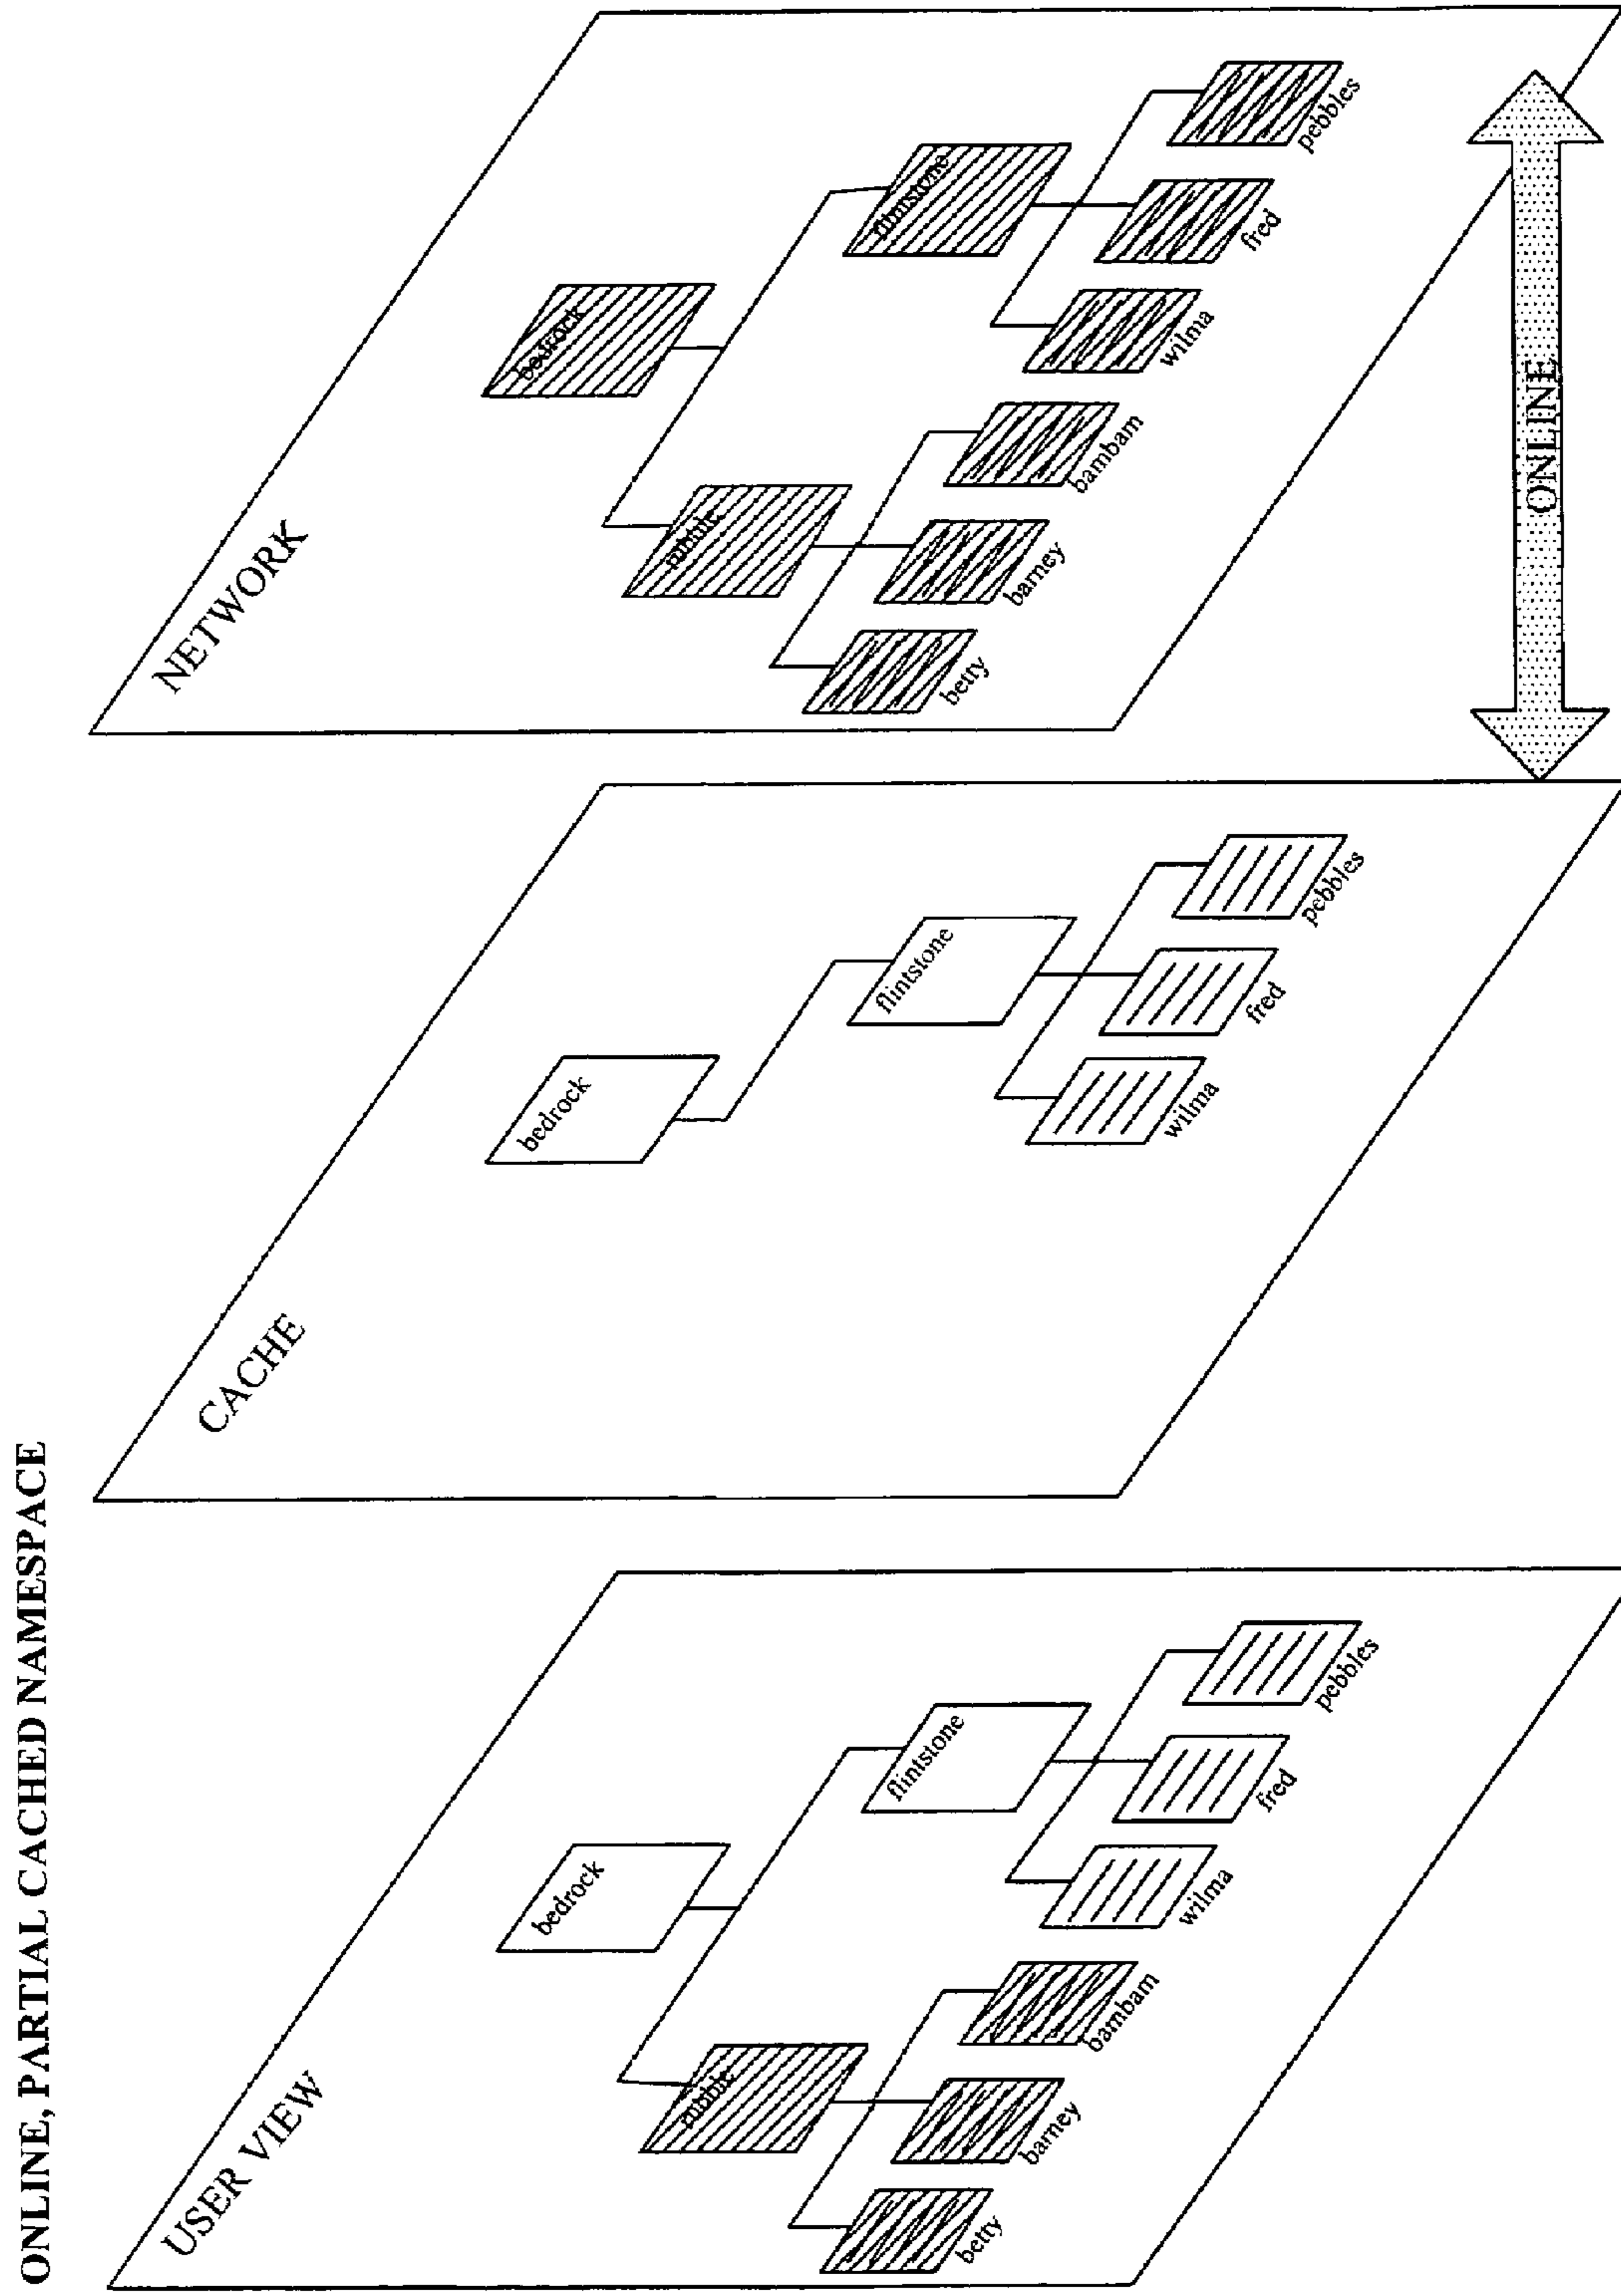 ONLINE, PARTIAL CACHED NAMESPACE
USER VIEW
bedrock
rubble
flintstone
betty
barney
bambam
wilma
fred
pebbles
CACHE
bedrock
flintstone
wilma
fred
pebbles
NETWORK
bedrock
rubble
flintstone
betty
barney
bambam
wilma
fred
pebbles
ONLINE